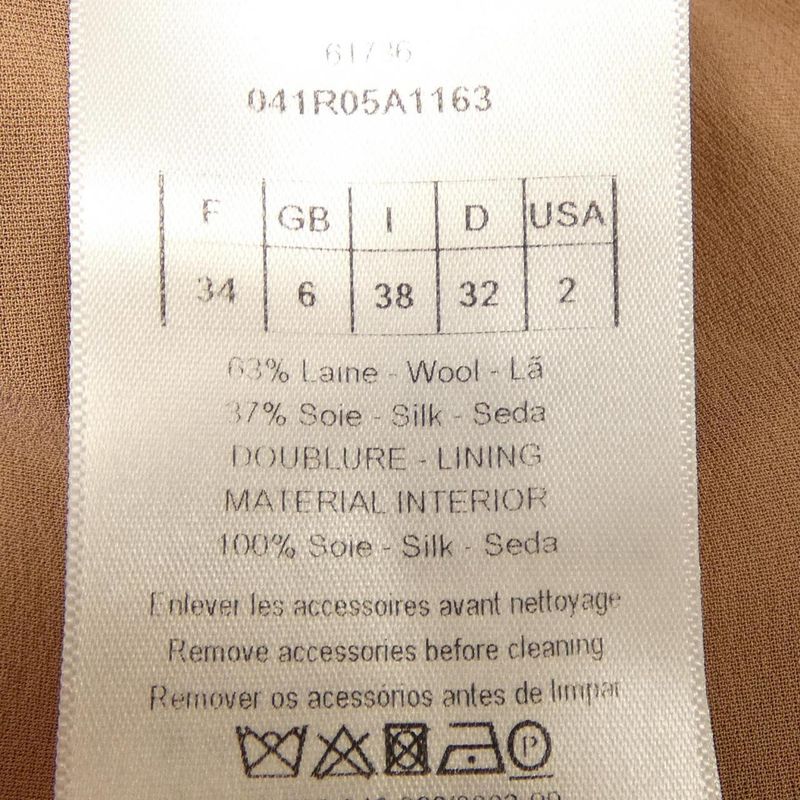 041R05A1163
F GB I D USA
34 6 38 32 2
63% Laine - Wool - Lã
37% Soie - Silk - Seda
DOUBLURE - LINING
MATERIAL INTERIOR
100% Soie - Silk - Seda
Enlever les accessoires avant nettoyage
Remove accessories before cleaning
Remover os acessórios antes de limpar
P